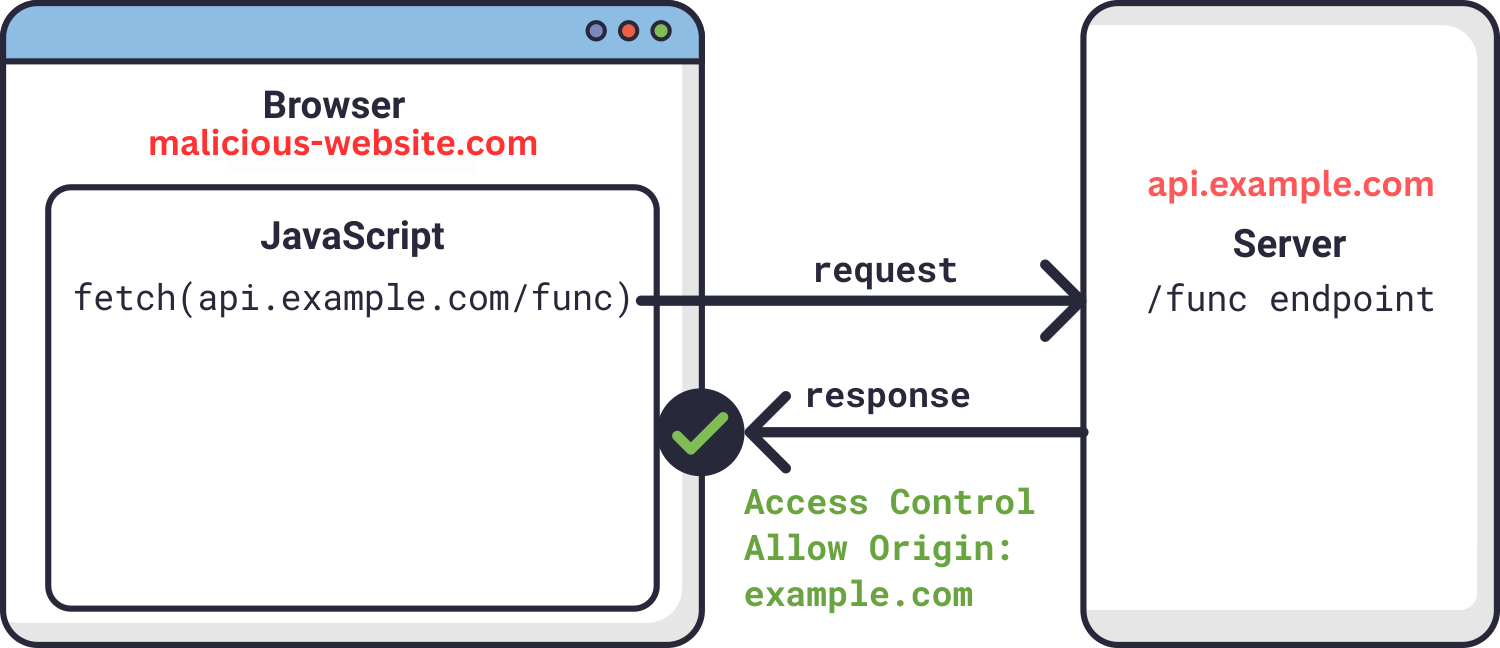 Browser
malicious-website.com
JavaScript
fetch(api.example.com/func)
request
response
Access Control
Allow Origin:
example.com
api.example.com
Server
/func endpoint